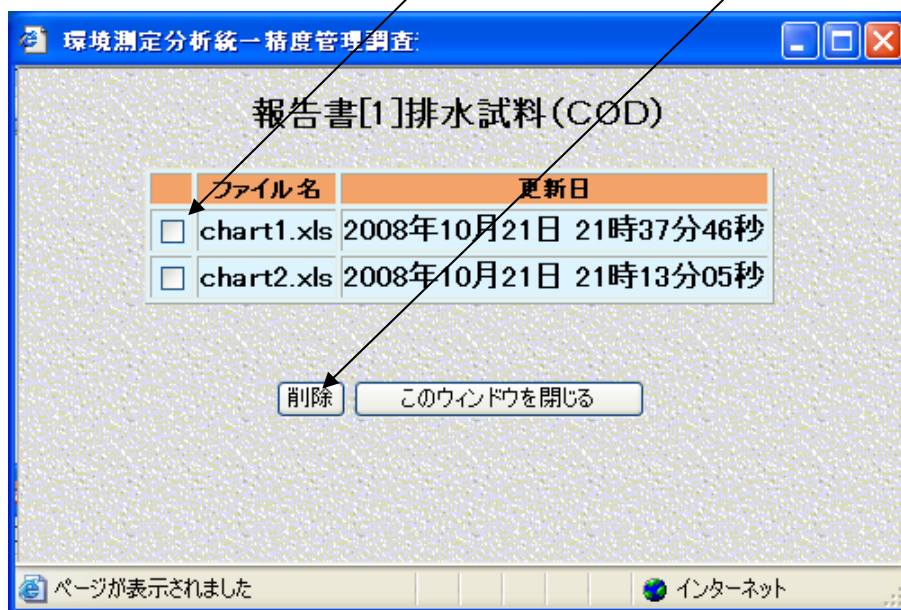 環境測定分析統一精度管理調査
報告書[1]排水試料(COD)
ファイル名 更新日
chart1.xls 2008年10月21日 21時37分46秒
chart2.xls 2008年10月21日 21時13分05秒
削除 このウィンドウを閉じる
ページが表示されました インターネット